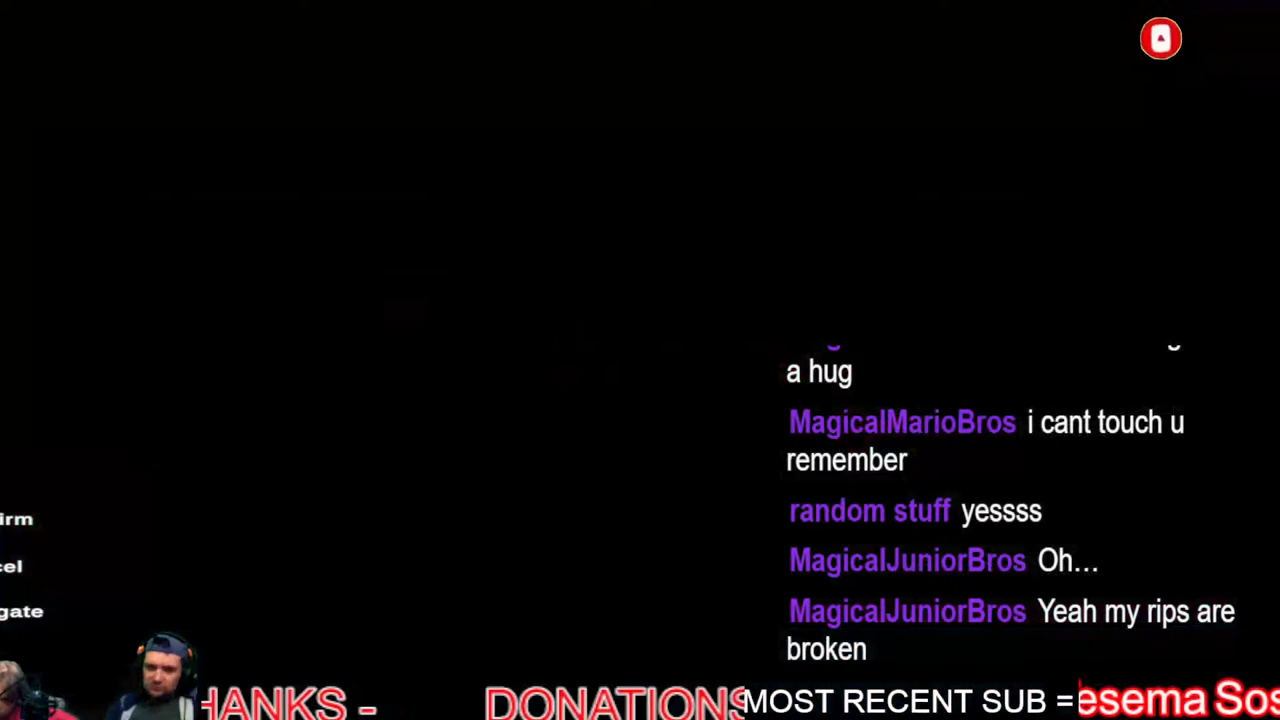 a hug
MagicalMarioBros i cant touch u
remember
random stuff yessss
MagicalJuniorBros Oh...
MagicalJuniorBros Yeah my rips are
broken
irm
cel
gate
HANKS - DONATIONS MOST RECENT SUB = esema Sos